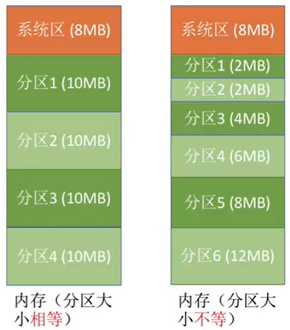 系统区 (8MB)
分区1 (10MB)
分区2 (10MB)
分区3 (10MB)
分区4 (10MB)
内存（分区大
小相等）
系统区 (8MB)
分区1 (2MB)
分区2 (2MB)
分区3 (4MB)
分区4 (6MB)
分区5 (8MB)
分区6 (12MB)
内存（分区大
小不等）